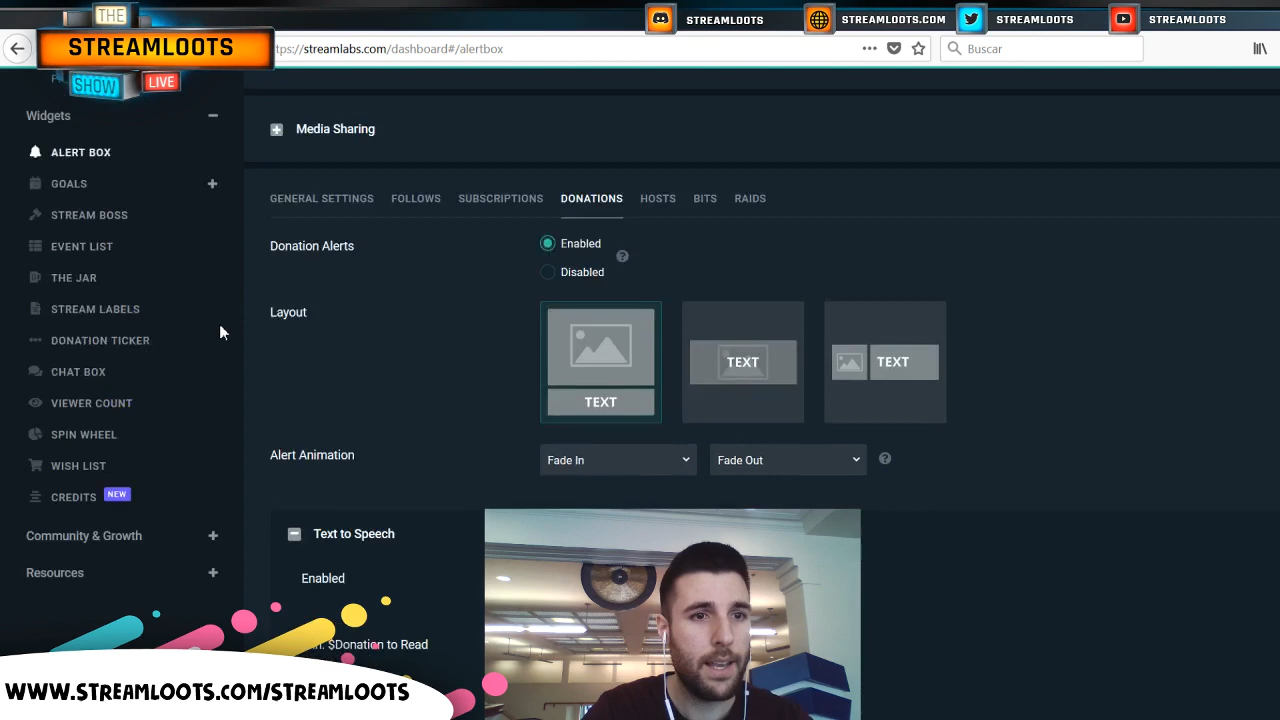 THE
STREAMLOOTS
SHOW
LIVE
STREAMLOOTS
STREAMLOOTS.COM
STREAMLOOTS
STREAMLOOTS
tps://streamlabs.com/dashboard#/alertbox
Buscar
Widgets
ALERT BOX
GOALS
STREAM BOSS
EVENT LIST
THE JAR
STREAM LABELS
DONATION TICKER
CHAT BOX
VIEWER COUNT
SPIN WHEEL
WISH LIST
CREDITS NEW
Community & Growth
Resources
Media Sharing
GENERAL SETTINGS FOLLOWS SUBSCRIPTIONS DONATIONS HOSTS BITS RAIDS
Donation Alerts
Enabled
Disabled
Layout
TEXT
TEXT
TEXT
Alert Animation
Fade In
Fade Out
Text to Speech
Enabled
$Donation to Read
WWW.STREAMLOOTS.COM/STREAMLOOTS